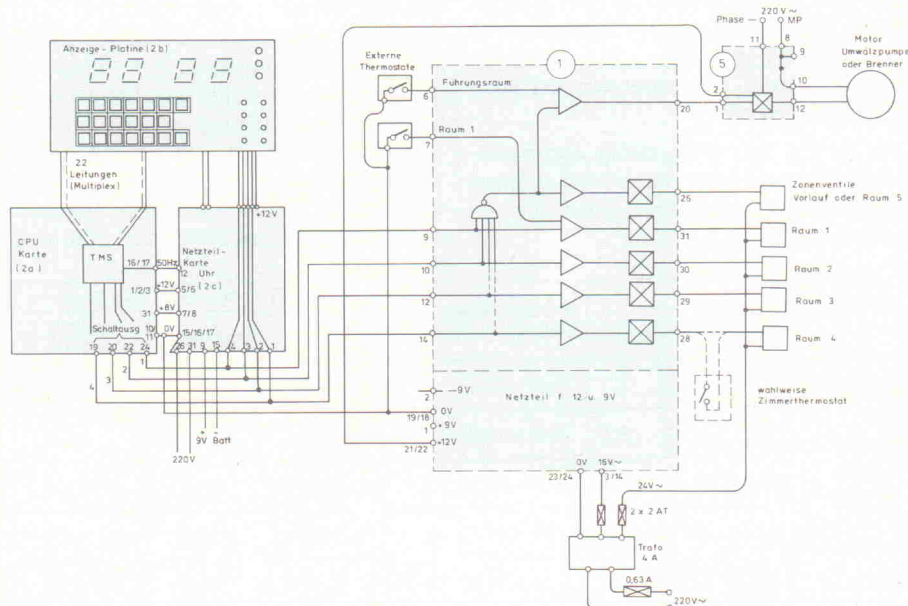 Anzeige - Platine (2b)
22
Leitungen
(Multiplex)
CPU
Karte
(2a)
TMS
Schaltausg
19 20 22 24
4 3 2 1
16/17 50Hz 12
1/2/3 +12V 5/6
31 +8V 7/8
10 0V 15/16/17
11
Netzteil-
Karte
Uhr
(2c)
+12V
26 31 9 15 4 3 2 1
+ -
9V Batt
220V
Externe
Thermostate
6 Führungsraum
7 Raum 1
1
9
10
12
14
20
25
31
30
29
28
2 -9V
19/18 0V
1 +9V
21/22 +12V
Netzteil f 12 u. 9V
0V 15V~
23/24 3/14
24V~
2 x 2 AT
Trafo
4 A
0,63A
220V~
220V~
Phase MP
11 8
9
5
2
1
10
12
Motor
Umwälzpumpe
oder Brenner
Zonenventile
Vorlauf oder Raum 5
Raum 1
Raum 2
Raum 3
Raum 4
wahlweise
Zimmerthermostat